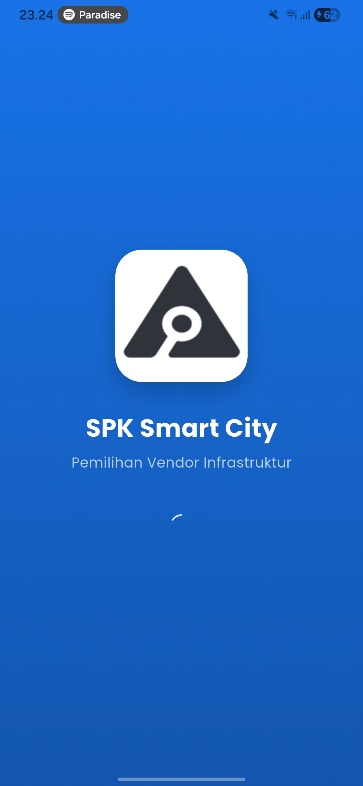 23.24 Paradise 62
SPK Smart City
Pemilihan Vendor Infrastruktur